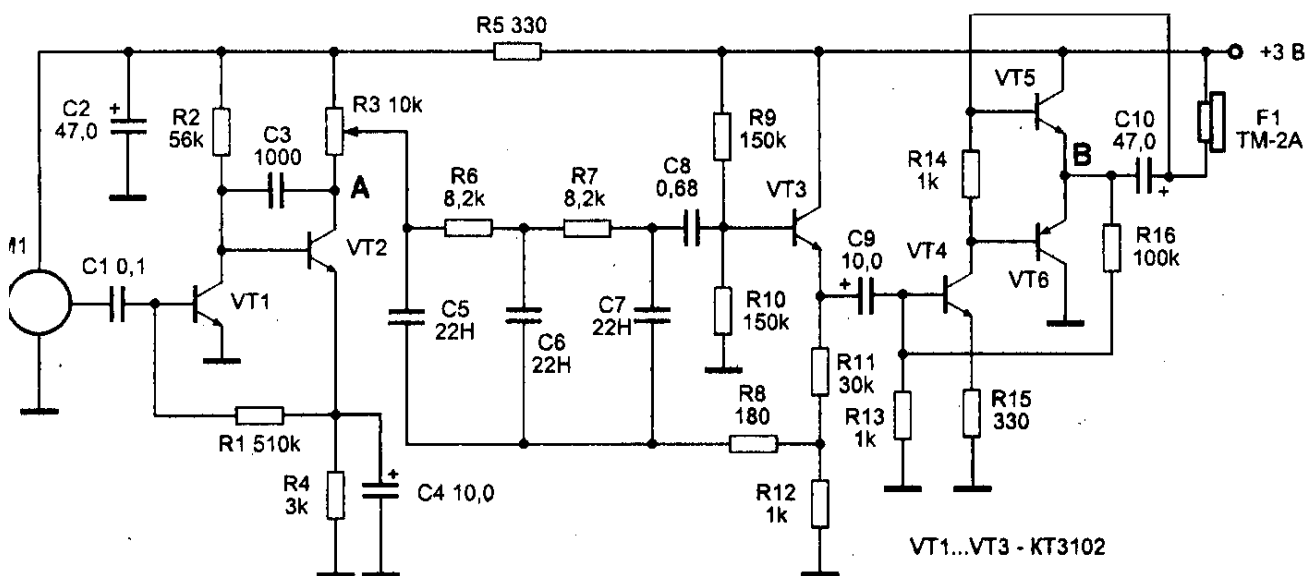 R5 330
+3 В
VT5
C2
47,0
+
R2
56k
C3
1000
R3 10k
A
R9
150k
C10
47,0
+
F1
TM-2A
B
R14
1k
R6
8,2k
R7
8,2k
C8
0,68
VT3
VT2
C1 0,1
VT1
C9
10,0
+
VT4
VT6
R16
100k
C5
22H
C6
22H
C7
22H
R10
150k
R11
30k
R8
180
R13
1k
R15
330
R1 510k
R4
3k
+
C4 10,0
R12
1k
VT1...VT3 - КТ3102